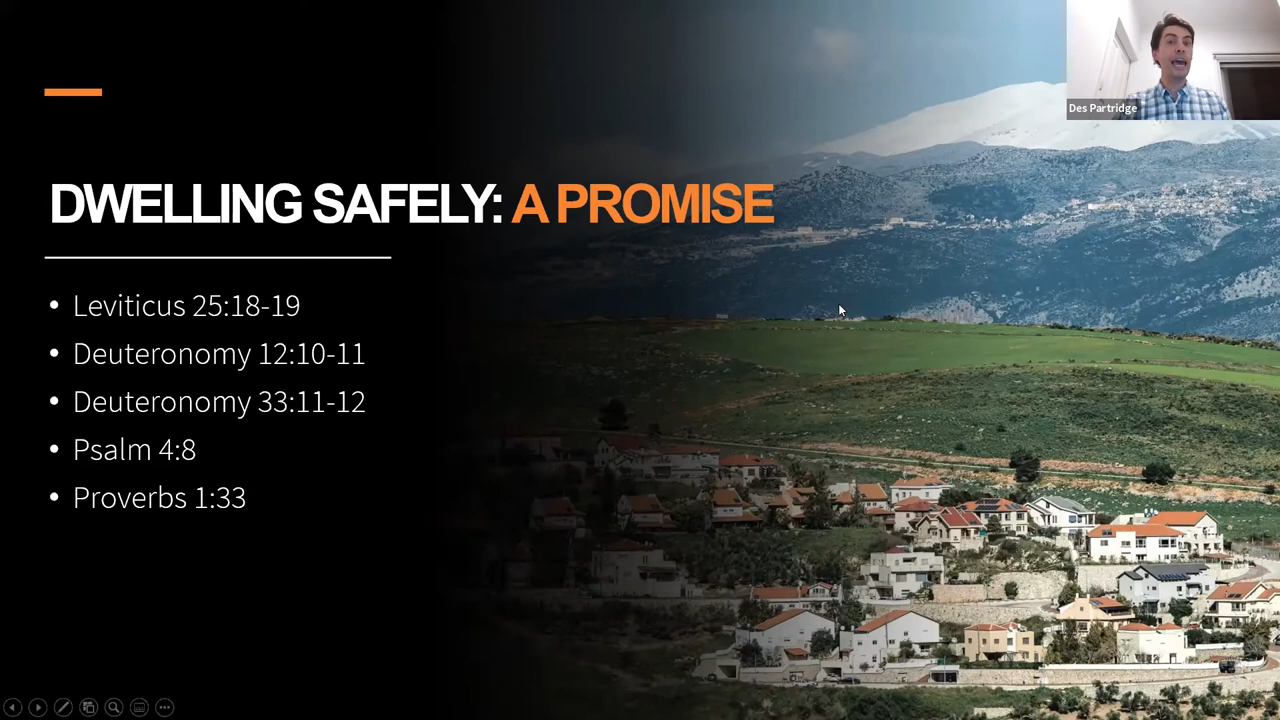 Des Partridge
DWELLING SAFELY: A PROMISE
• Leviticus 25:18-19
• Deuteronomy 12:10-11
• Deuteronomy 33:11-12
• Psalm 4:8
• Proverbs 1:33